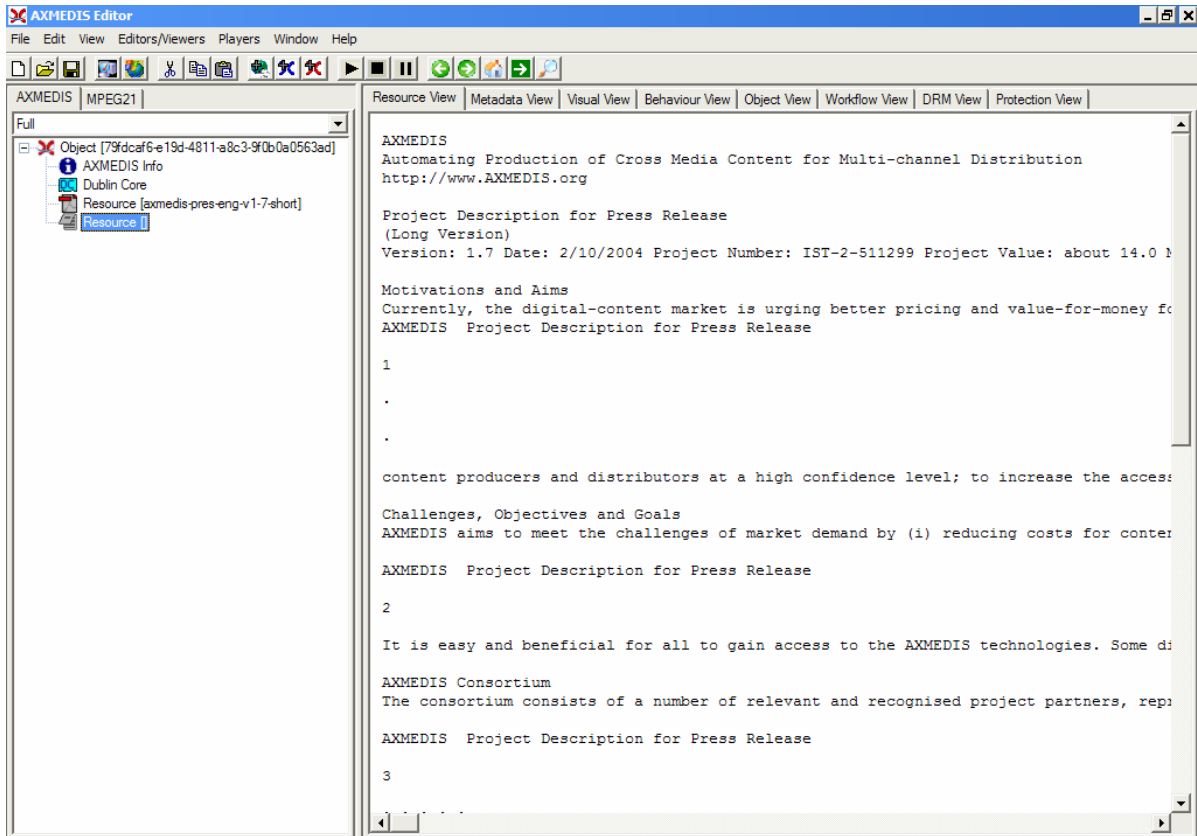 AXMEDIS Editor
File Edit View Editors/Viewers Players Window Help
AXMEDIS MPEG21
Resource View Metadata View Visual View Behaviour View Object View Workflow View DRM View Protection View
Full
Object [79fdcaf6-e19d-4811-a8c3-9f0b0a0563ad]
AXMEDIS Info
DC Dublin Core
Resource [axmedis-pres-eng-v1-7-short]
Resource []
AXMEDIS
Automating Production of Cross Media Content for Multi-channel Distribution
http://www.AXMEDIS.org
Project Description for Press Release
(Long Version)
Version: 1.7 Date: 2/10/2004 Project Number: IST-2-511299 Project Value: about 14.0
Motivations and Aims
Currently, the digital-content market is urging better pricing and value-for-money
AXMEDIS Project Description for Press Release
1
.
.
content producers and distributors at a high confidence level; to increase the
Challenges, Objectives and Goals
AXMEDIS aims to meet the challenges of market demand by (i) reducing costs for
AXMEDIS Project Description for Press Release
2
It is easy and beneficial for all to gain access to the AXMEDIS technologies. Some
AXMEDIS Consortium
The consortium consists of a number of relevant and recognised project partners,
AXMEDIS Project Description for Press Release
3